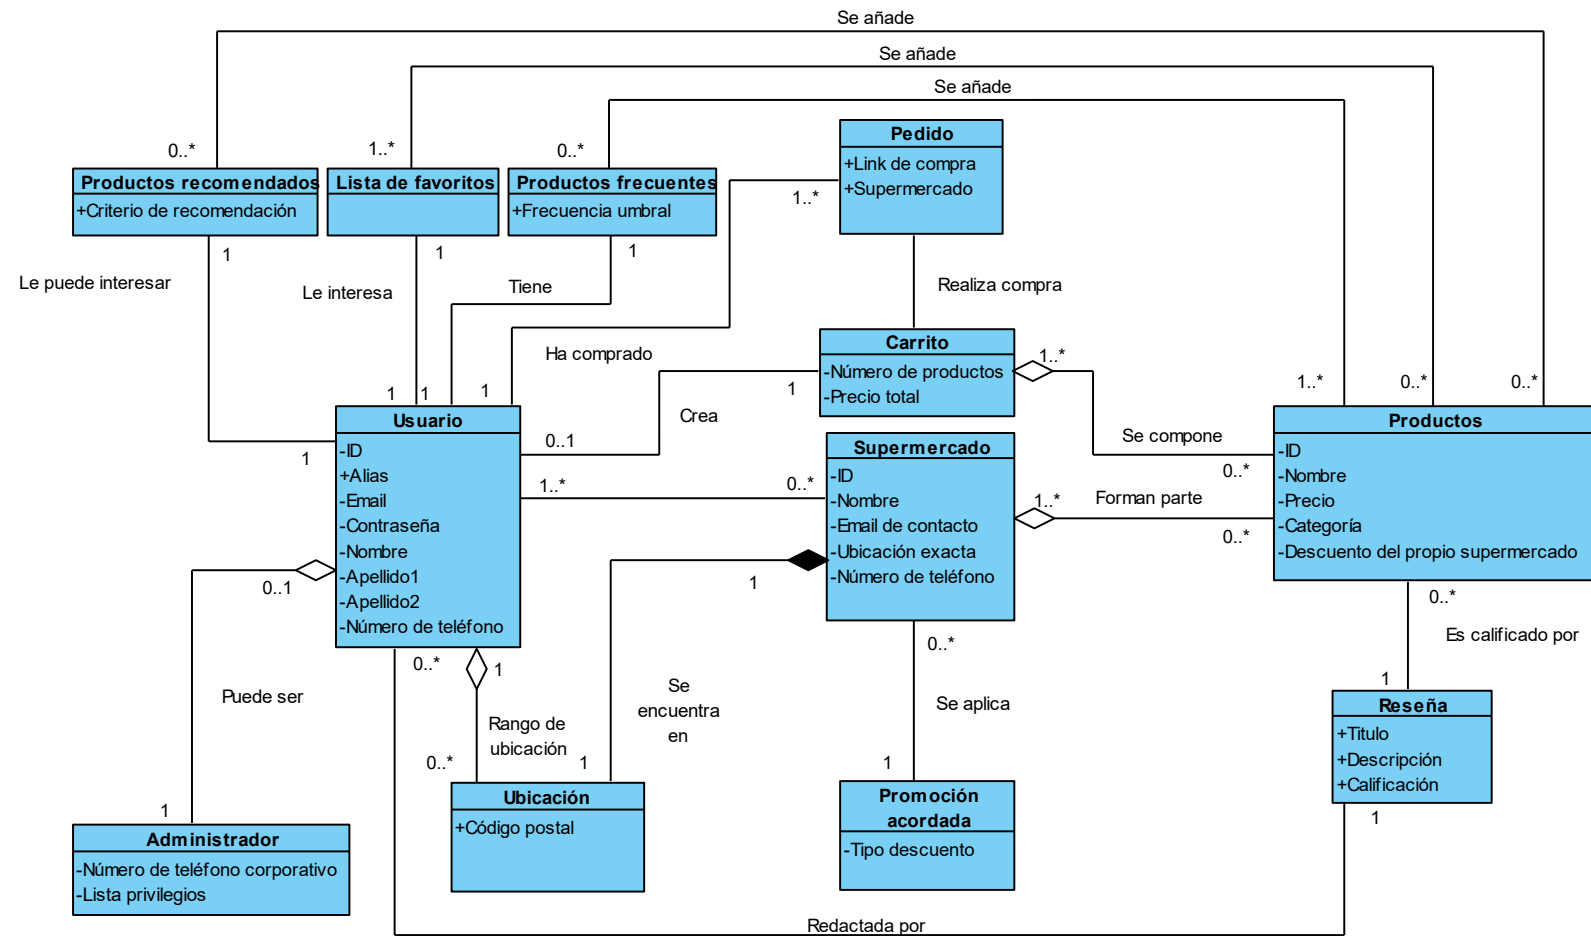 Se añade
Se añade
Se añade
0..*
1..*
0..*
Productos recomendados
+Criterio de recomendación
Lista de favoritos
Productos frecuentes
+Frecuencia umbral
Pedido
+Link de compra
+Supermercado
1..*
1
1
1
Le puede interesar
Le interesa
Tiene
Ha comprado
Realiza compra
Carrito
-Número de productos
-Precio total
1..*
1
Crea
0..1
1
1
1
1
Usuario
-ID
+Alias
-Email
-Contraseña
-Nombre
-Apellido1
-Apellido2
-Número de teléfono
1..*
0..*
Supermercado
-ID
-Nombre
-Email de contacto
-Ubicación exacta
-Número de teléfono
Se compone
0..*
1..*
Forman parte
0..*
1..*
0..*
0..*
Productos
-ID
-Nombre
-Precio
-Categoría
-Descuento del propio supermercado
0..1
Puede ser
1
Administrador
-Número de teléfono corporativo
-Lista privilegios
0..*
1
Rango de
ubicación
0..*
Ubicación
+Código postal
1
Se
encuentra
en
1
0..*
Se aplica
1
Promoción
acordada
-Tipo descuento
0..*
Es calificado por
1
Reseña
+Titulo
+Descripción
+Calificación
1
Redactada por